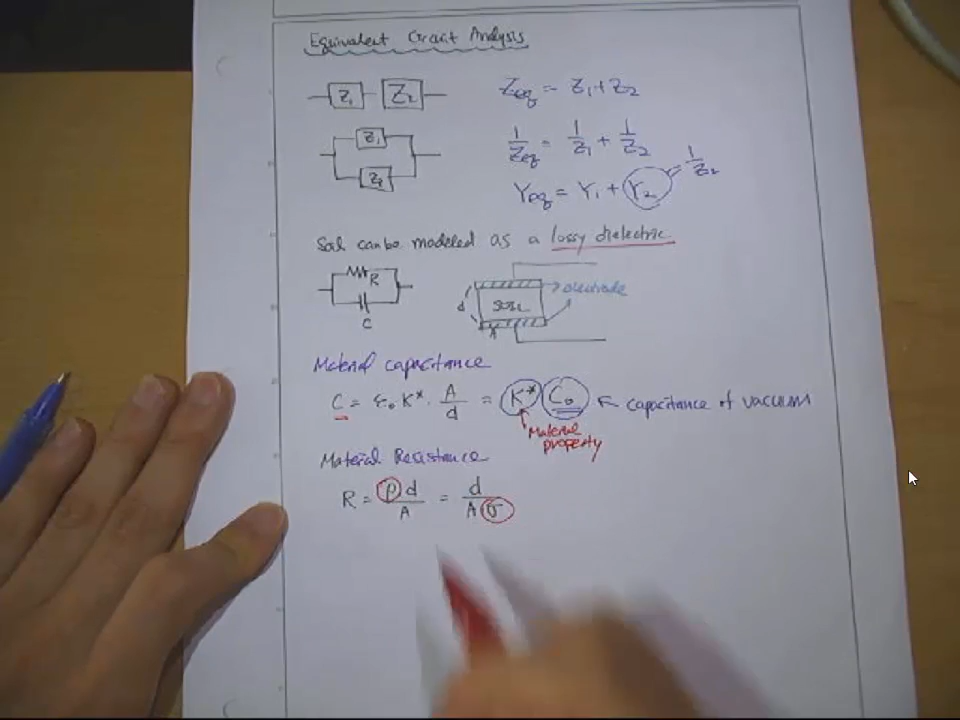 Equivalent Circuit Analysis
Z1 Z2 Zeq = Z1 + Z2
Z1
Z2
1/Zeq = 1/Z1 + 1/Z2
Yeq = Y1 + Y2 = 1/Z2
Soil can be modeled as a lossy dielectric
R
C
d
SOIL
A
electrode
Material capacitance
C = ε0 K* · A/d = K* C0 ← capacitance of vacuum
Material property
Material Resistance
R = ρd/A = d/Aσ